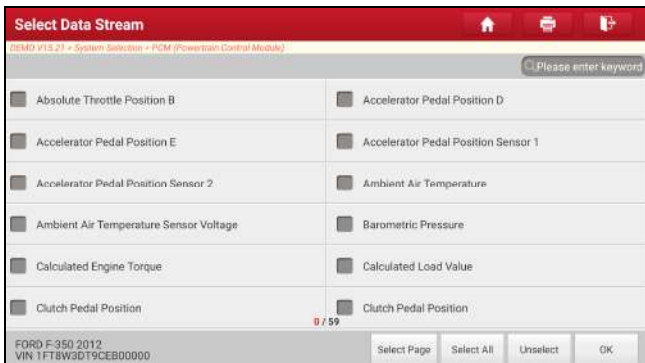 Select Data Stream
DEMO V15.21 > System Selection > PCM (Powertrain Control Module)
Please enter keyword
Absolute Throttle Position B
Accelerator Pedal Position D
Accelerator Pedal Position E
Accelerator Pedal Position Sensor 1
Accelerator Pedal Position Sensor 2
Ambient Air Temperature
Ambient Air Temperature Sensor Voltage
Barometric Pressure
Calculated Engine Torque
Calculated Load Value
Clutch Pedal Position
Clutch Pedal Position
0 / 59
FORD F-350 2012
VIN 1FT8W3DT9CEB00000
Select Page
Select All
Unselect
OK